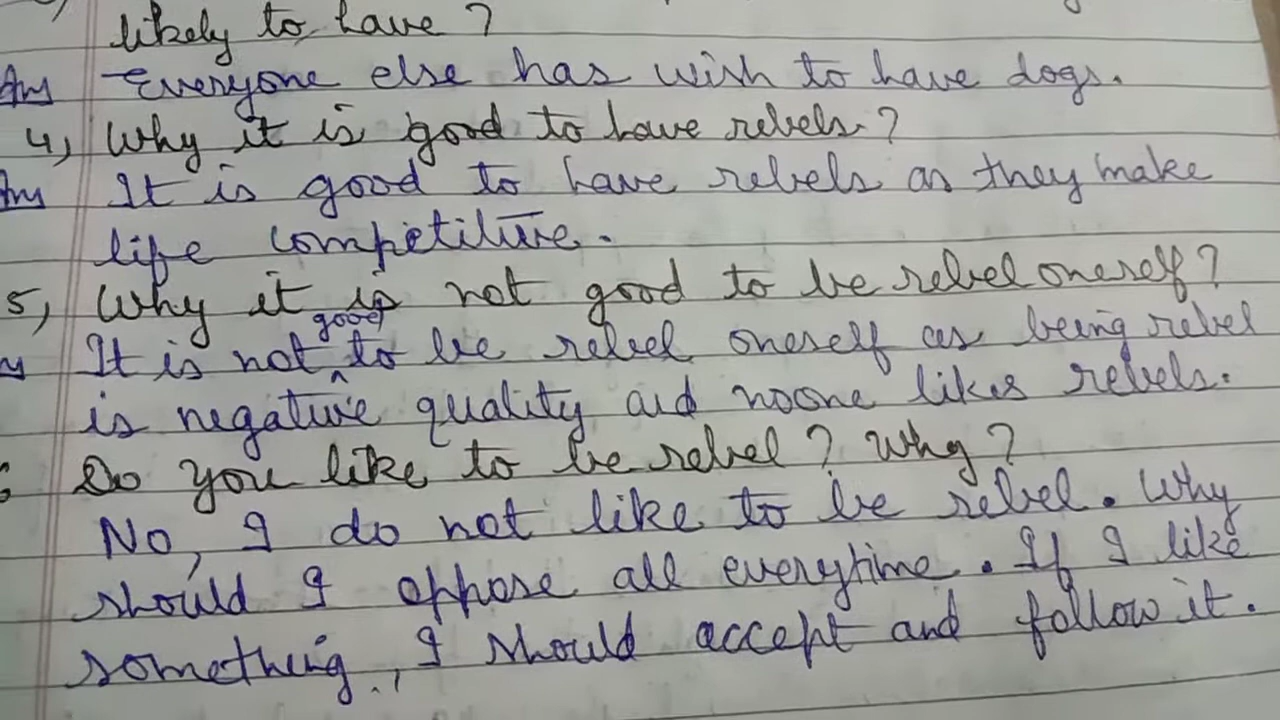 likely to have ?
Ans Everyone else has wish to have dogs.
4, Why it is good to have rebels ?
Ans It is good to have rebels as they make
life competitive.
5, Why it is not good to be rebel oneself ?
It is not good to be rebel oneself as being rebel
is negative quality and noone likes rebels.
Do you like to be rebel ? Why ?
No, I do not like to be rebel. Why
should I oppose all everytime. If I like
something, I should accept and follow it.